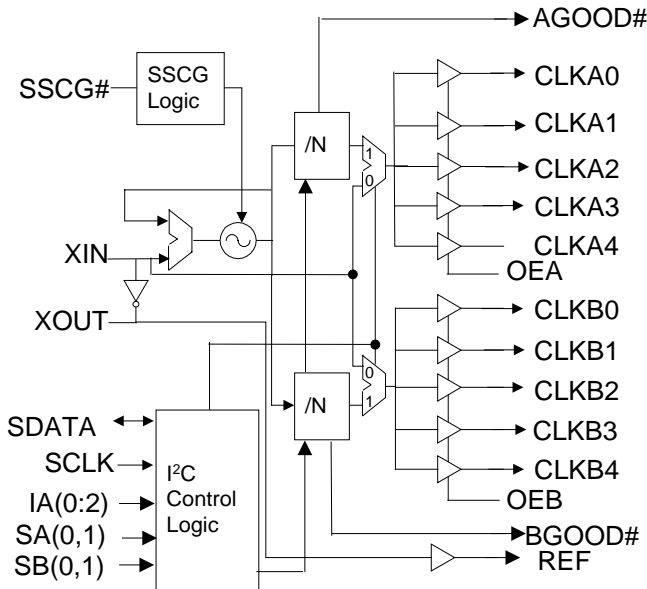 AGOOD#
SSCG#
SSCG
Logic
CLKA0
CLKA1
/N
1
0
CLKA2
CLKA3
XIN
CLKA4
OEA
XOUT
CLKB0
CLKB1
/N
0
1
CLKB2
SDATA
CLKB3
SCLK
I²C
Control
Logic
CLKB4
IA(0:2)
OEB
SA(0,1)
BGOOD#
SB(0,1)
REF